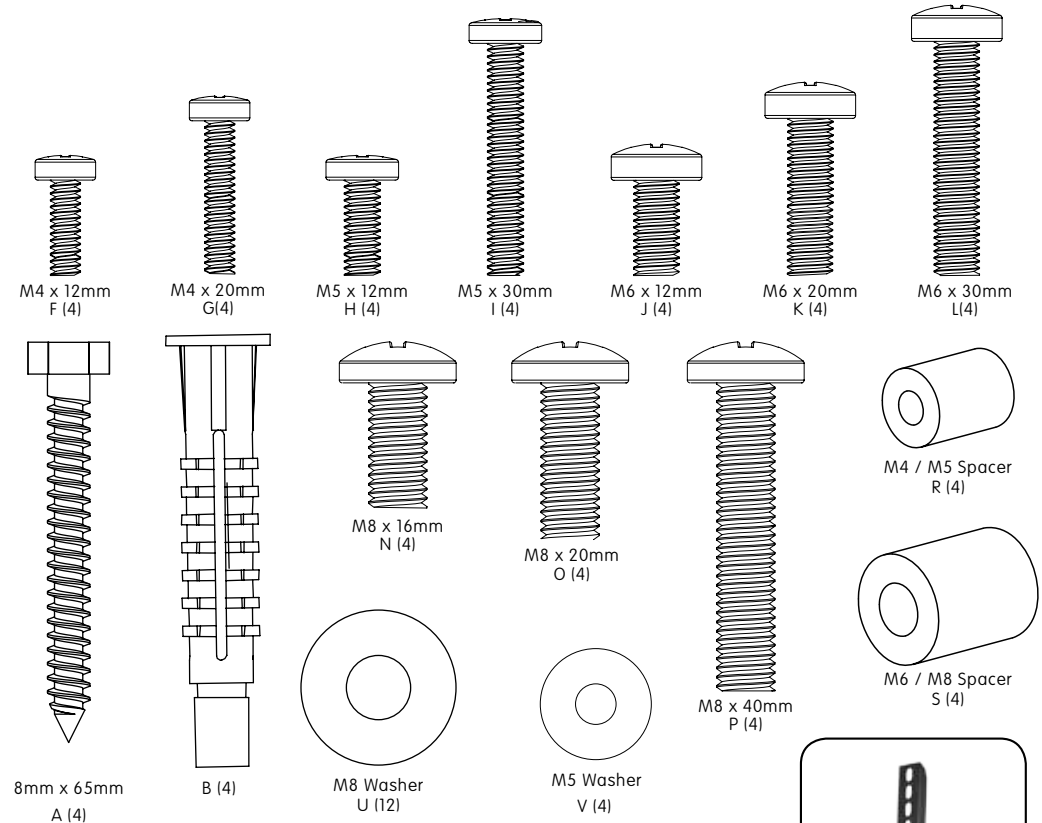 M4 x 12mm
F (4)
M4 x 20mm
G(4)
M5 x 12mm
H (4)
M5 x 30mm
I (4)
M6 x 12mm
J (4)
M6 x 20mm
K (4)
M6 x 30mm
L(4)
M8 x 16mm
N (4)
M8 x 20mm
O (4)
M8 x 40mm
P (4)
M4 / M5 Spacer
R (4)
M6 / M8 Spacer
S (4)
8mm x 65mm
A (4)
B (4)
M8 Washer
U (12)
M5 Washer
V (4)